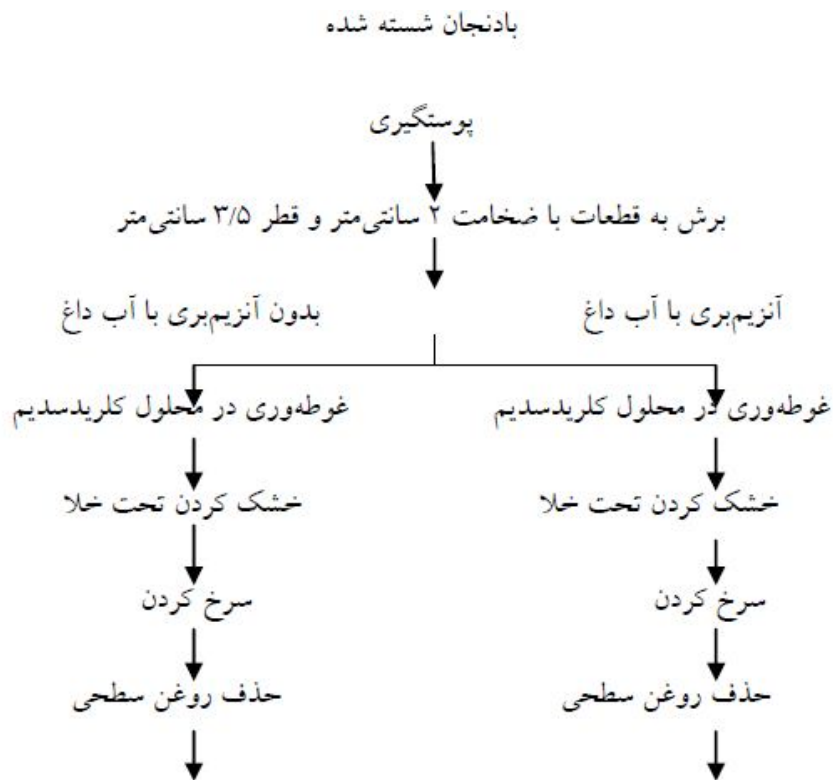 بادنجان شسته شده
پوستگیری
برش به قطعات با ضخامت ۲ سانتی‌متر و قطر ۳/۵ سانتی‌متر
آنزیم‌بری با آب داغ
بدون آنزیم‌بری با آب داغ
غوطه‌وری در محلول کلریدسدیم
غوطه‌وری در محلول کلریدسدیم
خشک کردن تحت خلا
خشک کردن تحت خلا
سرخ کردن
سرخ کردن
حذف روغن سطحی
حذف روغن سطحی